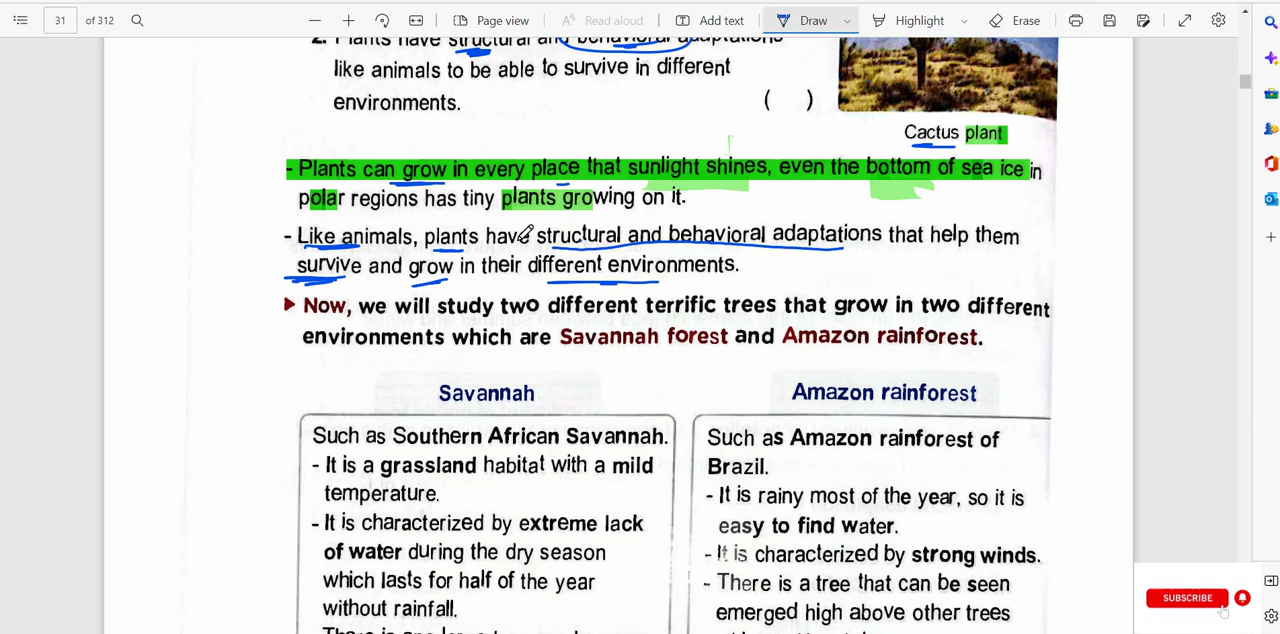 31 of 312
Page view
Read aloud
Add text
Draw
Highlight
Erase
2. Plants have structural and behavioral adaptations
like animals to be able to survive in different
environments. ( )
Cactus plant
- Plants can grow in every place that sunlight shines, even the bottom of sea ice in
polar regions has tiny plants growing on it.
- Like animals, plants have structural and behavioral adaptations that help them
survive and grow in their different environments.
Now, we will study two different terrific trees that grow in two different
environments which are Savannah forest and Amazon rainforest.
Savannah
Such as Southern African Savannah.
- It is a grassland habitat with a mild
temperature.
- It is characterized by extreme lack
of water during the dry season
which lasts for half of the year
without rainfall.
Amazon rainforest
Such as Amazon rainforest of
Brazil.
- It is rainy most of the year, so it is
easy to find water.
- It is characterized by strong winds.
- There is a tree that can be seen
emerged high above other trees
SUBSCRIBE